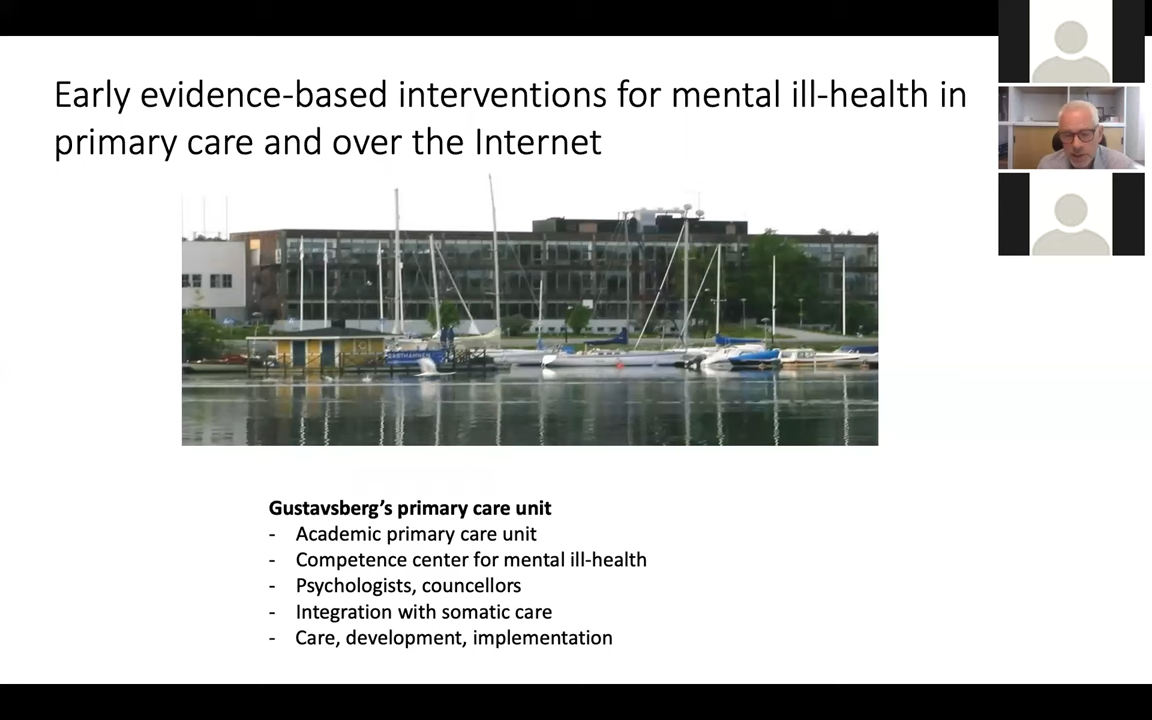 Early evidence-based interventions for mental ill-health in
primary care and over the Internet
Gustavsberg’s primary care unit
- Academic primary care unit
- Competence center for mental ill-health
- Psychologists, councellors
- Integration with somatic care
- Care, development, implementation